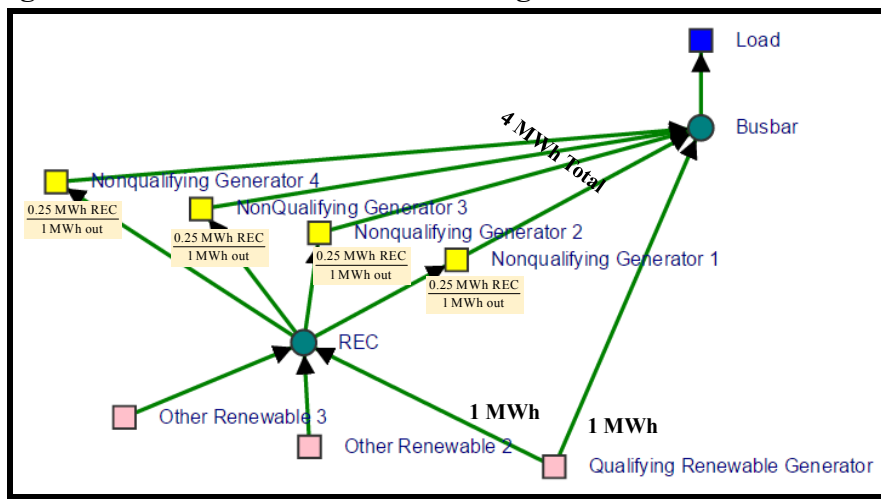 Load
Busbar
4 MWh Total
Nonqualifying Generator 4
0.25 MWh REC
1 MWh out
NonQualifying Generator 3
0.25 MWh REC
1 MWh out
Nonqualifying Generator 2
0.25 MWh REC
1 MWh out
Nonqualifying Generator 1
0.25 MWh REC
1 MWh out
REC
Other Renewable 3
1 MWh
1 MWh
Other Renewable 2
Qualifying Renewable Generator